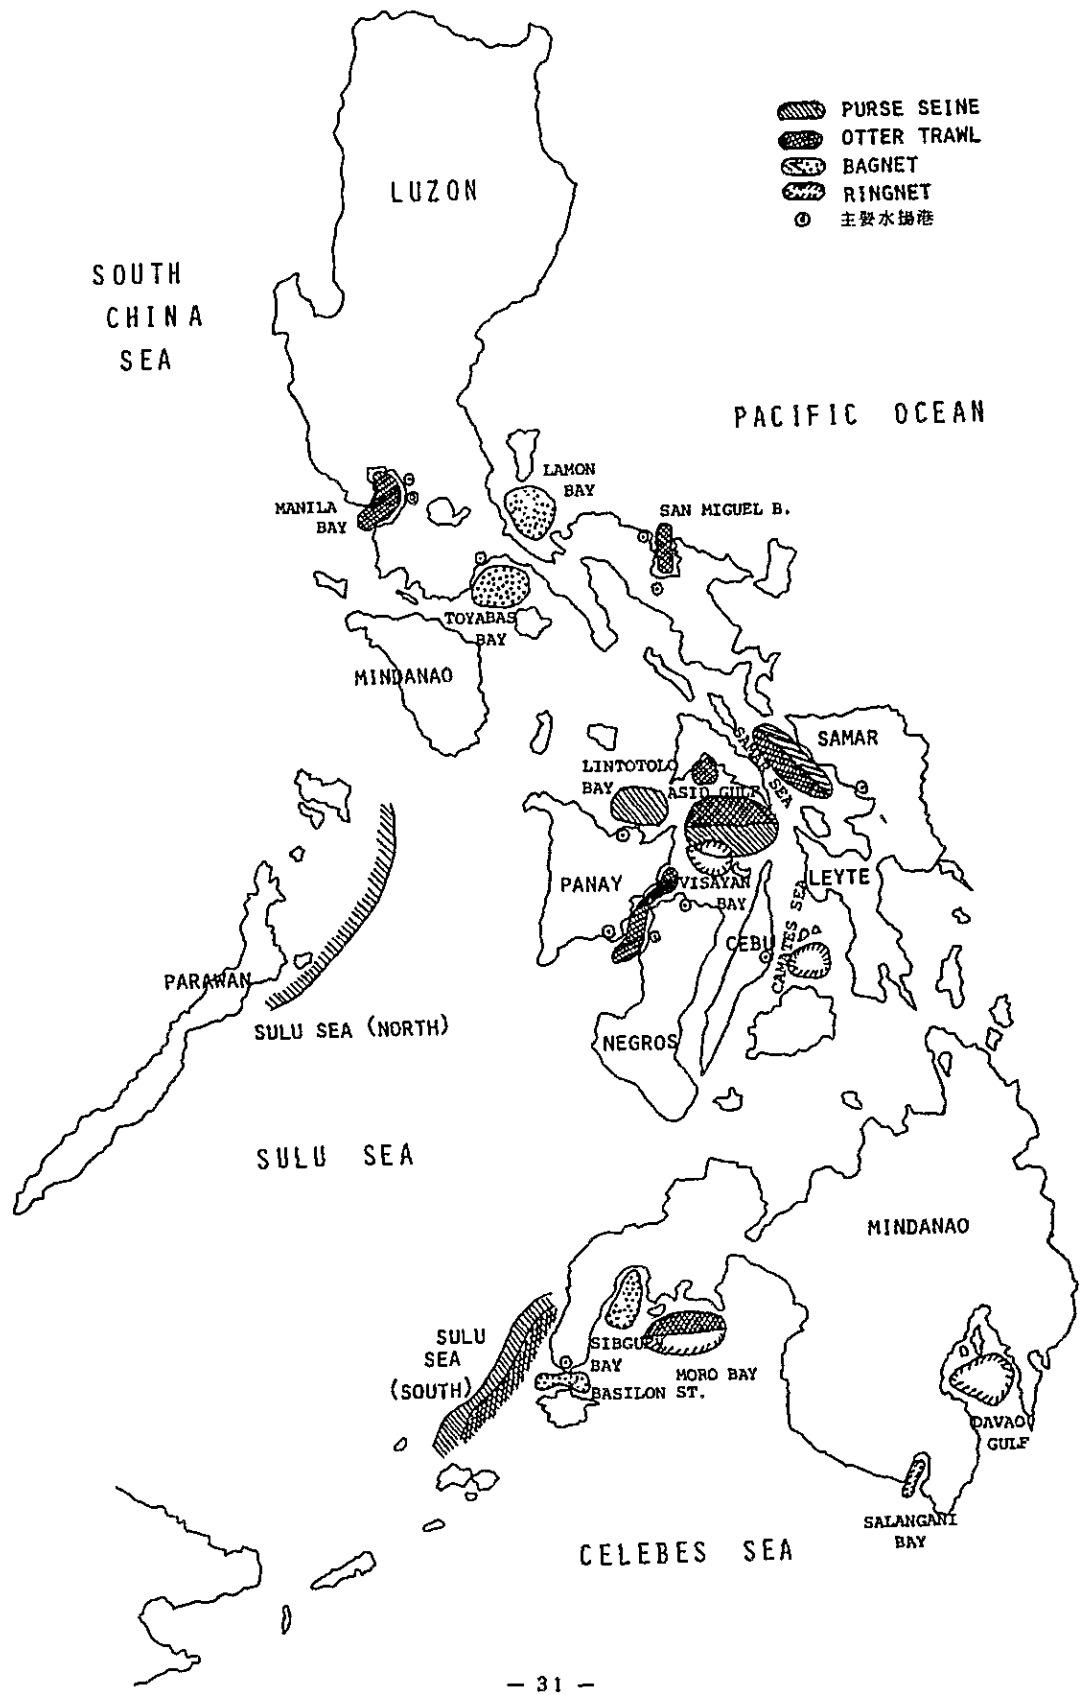 PURSE SEINE
OTTER TRAWL
BAGNET
RINGNET
主要水揚港
LUZON
SOUTH
CHINA
SEA
PACIFIC OCEAN
LAMON
BAY
MANILA
BAY
SAN MIGUEL B.
TOYABAS
BAY
MINDANAO
SAMAR
SAMAR SEA
LINTOTOLO
BAY
ASID GULF
PANAY
VISAYAN
BAY
LEYTE
CEBU
CAMATES SEA
PARAWAN
SULU SEA (NORTH)
NEGROS
SULU SEA
MINDANAO
SULU
SEA
(SOUTH)
BAY
MORO BAY
BASILON ST.
DAVAO
GULF
SALANGANI
BAY
CELEBES SEA
— 31 —